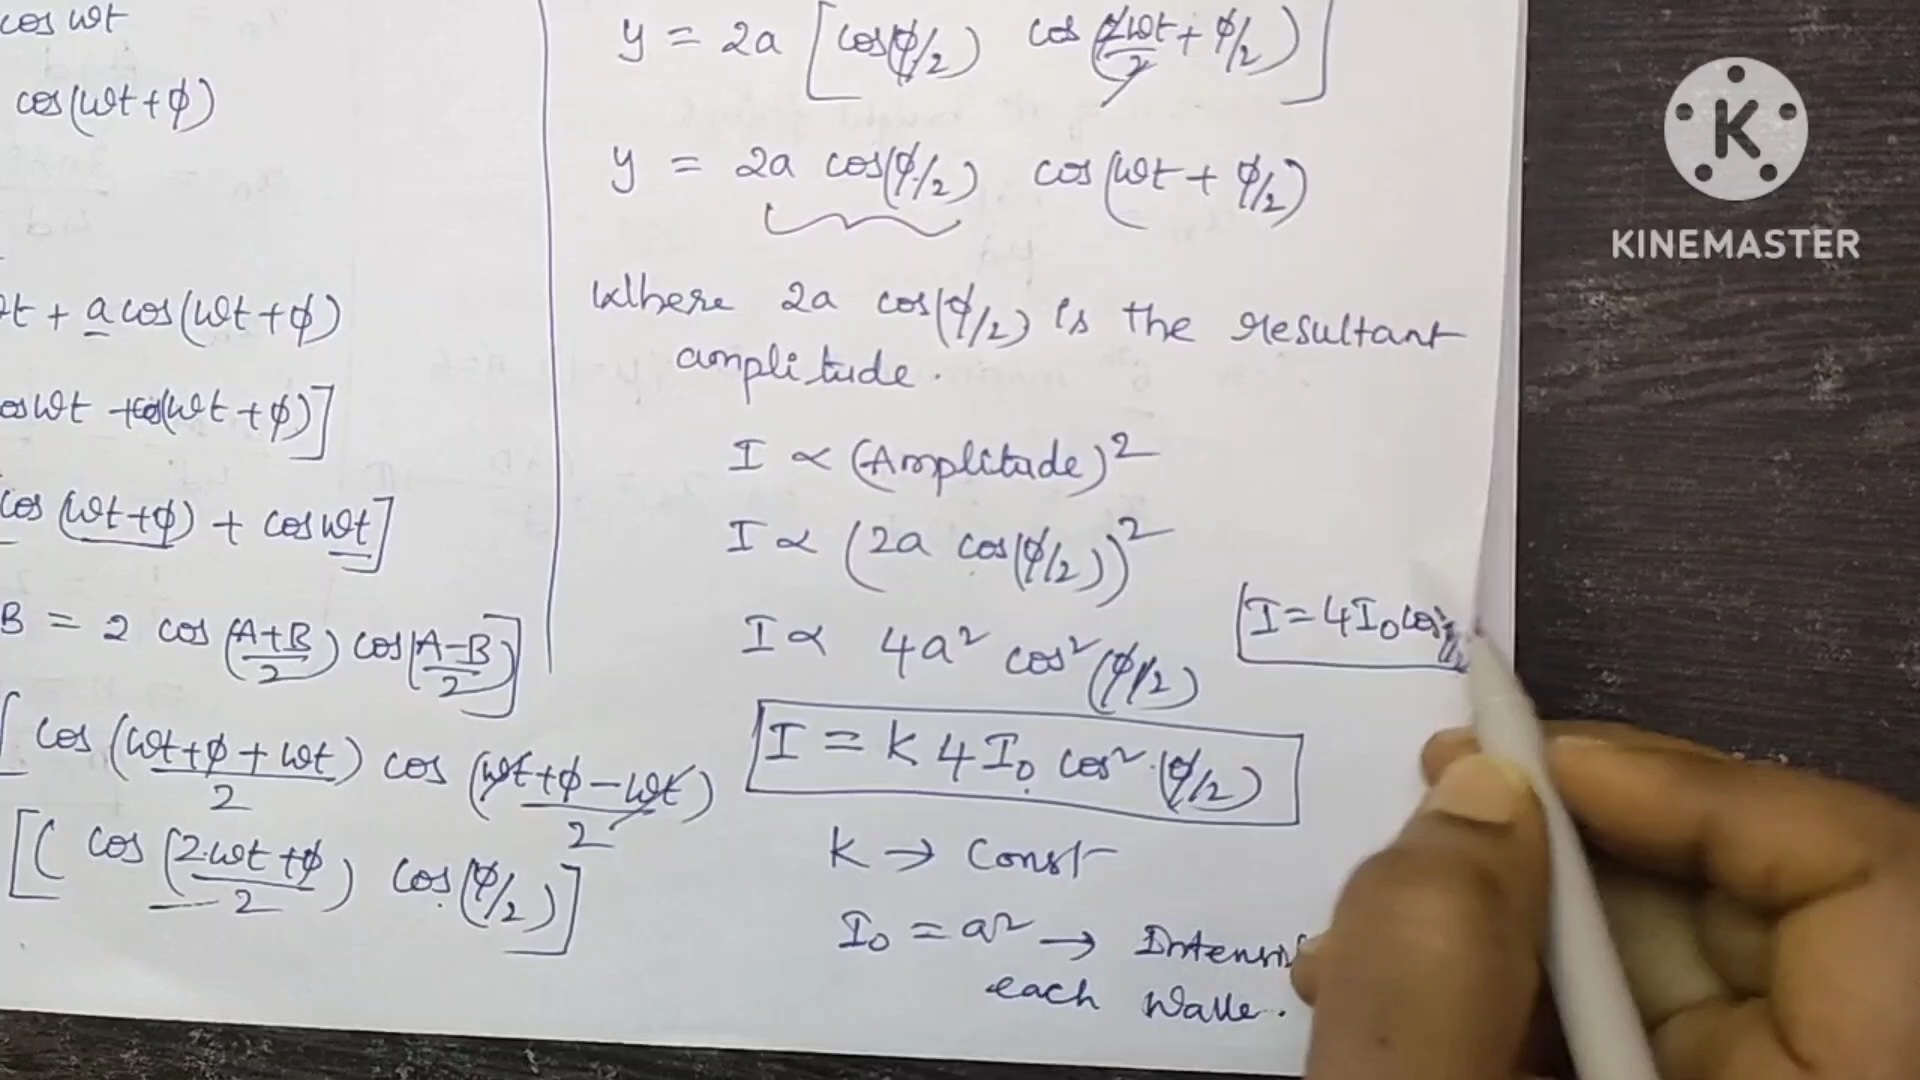 cos ωt
cos(ωt+ϕ)
t + a cos(ωt+ϕ)
cos ωt + cos(ωt+ϕ)]
cos (ωt+ϕ) + cos ωt]
B = 2 cos (A+B/2) cos (A−B/2)]
cos (ωt+ϕ+ωt/2) cos (ωt+ϕ−ωt/2)
[( cos (2ωt+ϕ/2) cos (ϕ/2)]
y = 2a [cos(ϕ/2) cos (2ωt/2 + ϕ/2)]
y = 2a cos(ϕ/2) cos (ωt + ϕ/2)
Where 2a cos(ϕ/2) is the resultant
amplitude.
I ∝ (Amplitude)²
I ∝ (2a cos(ϕ/2))²
I ∝ 4a² cos² (ϕ/2)
I = 4I₀ cos
I = K 4I₀ cos² (ϕ/2)
K → Const
I₀ = a² →
each
KINEMASTER